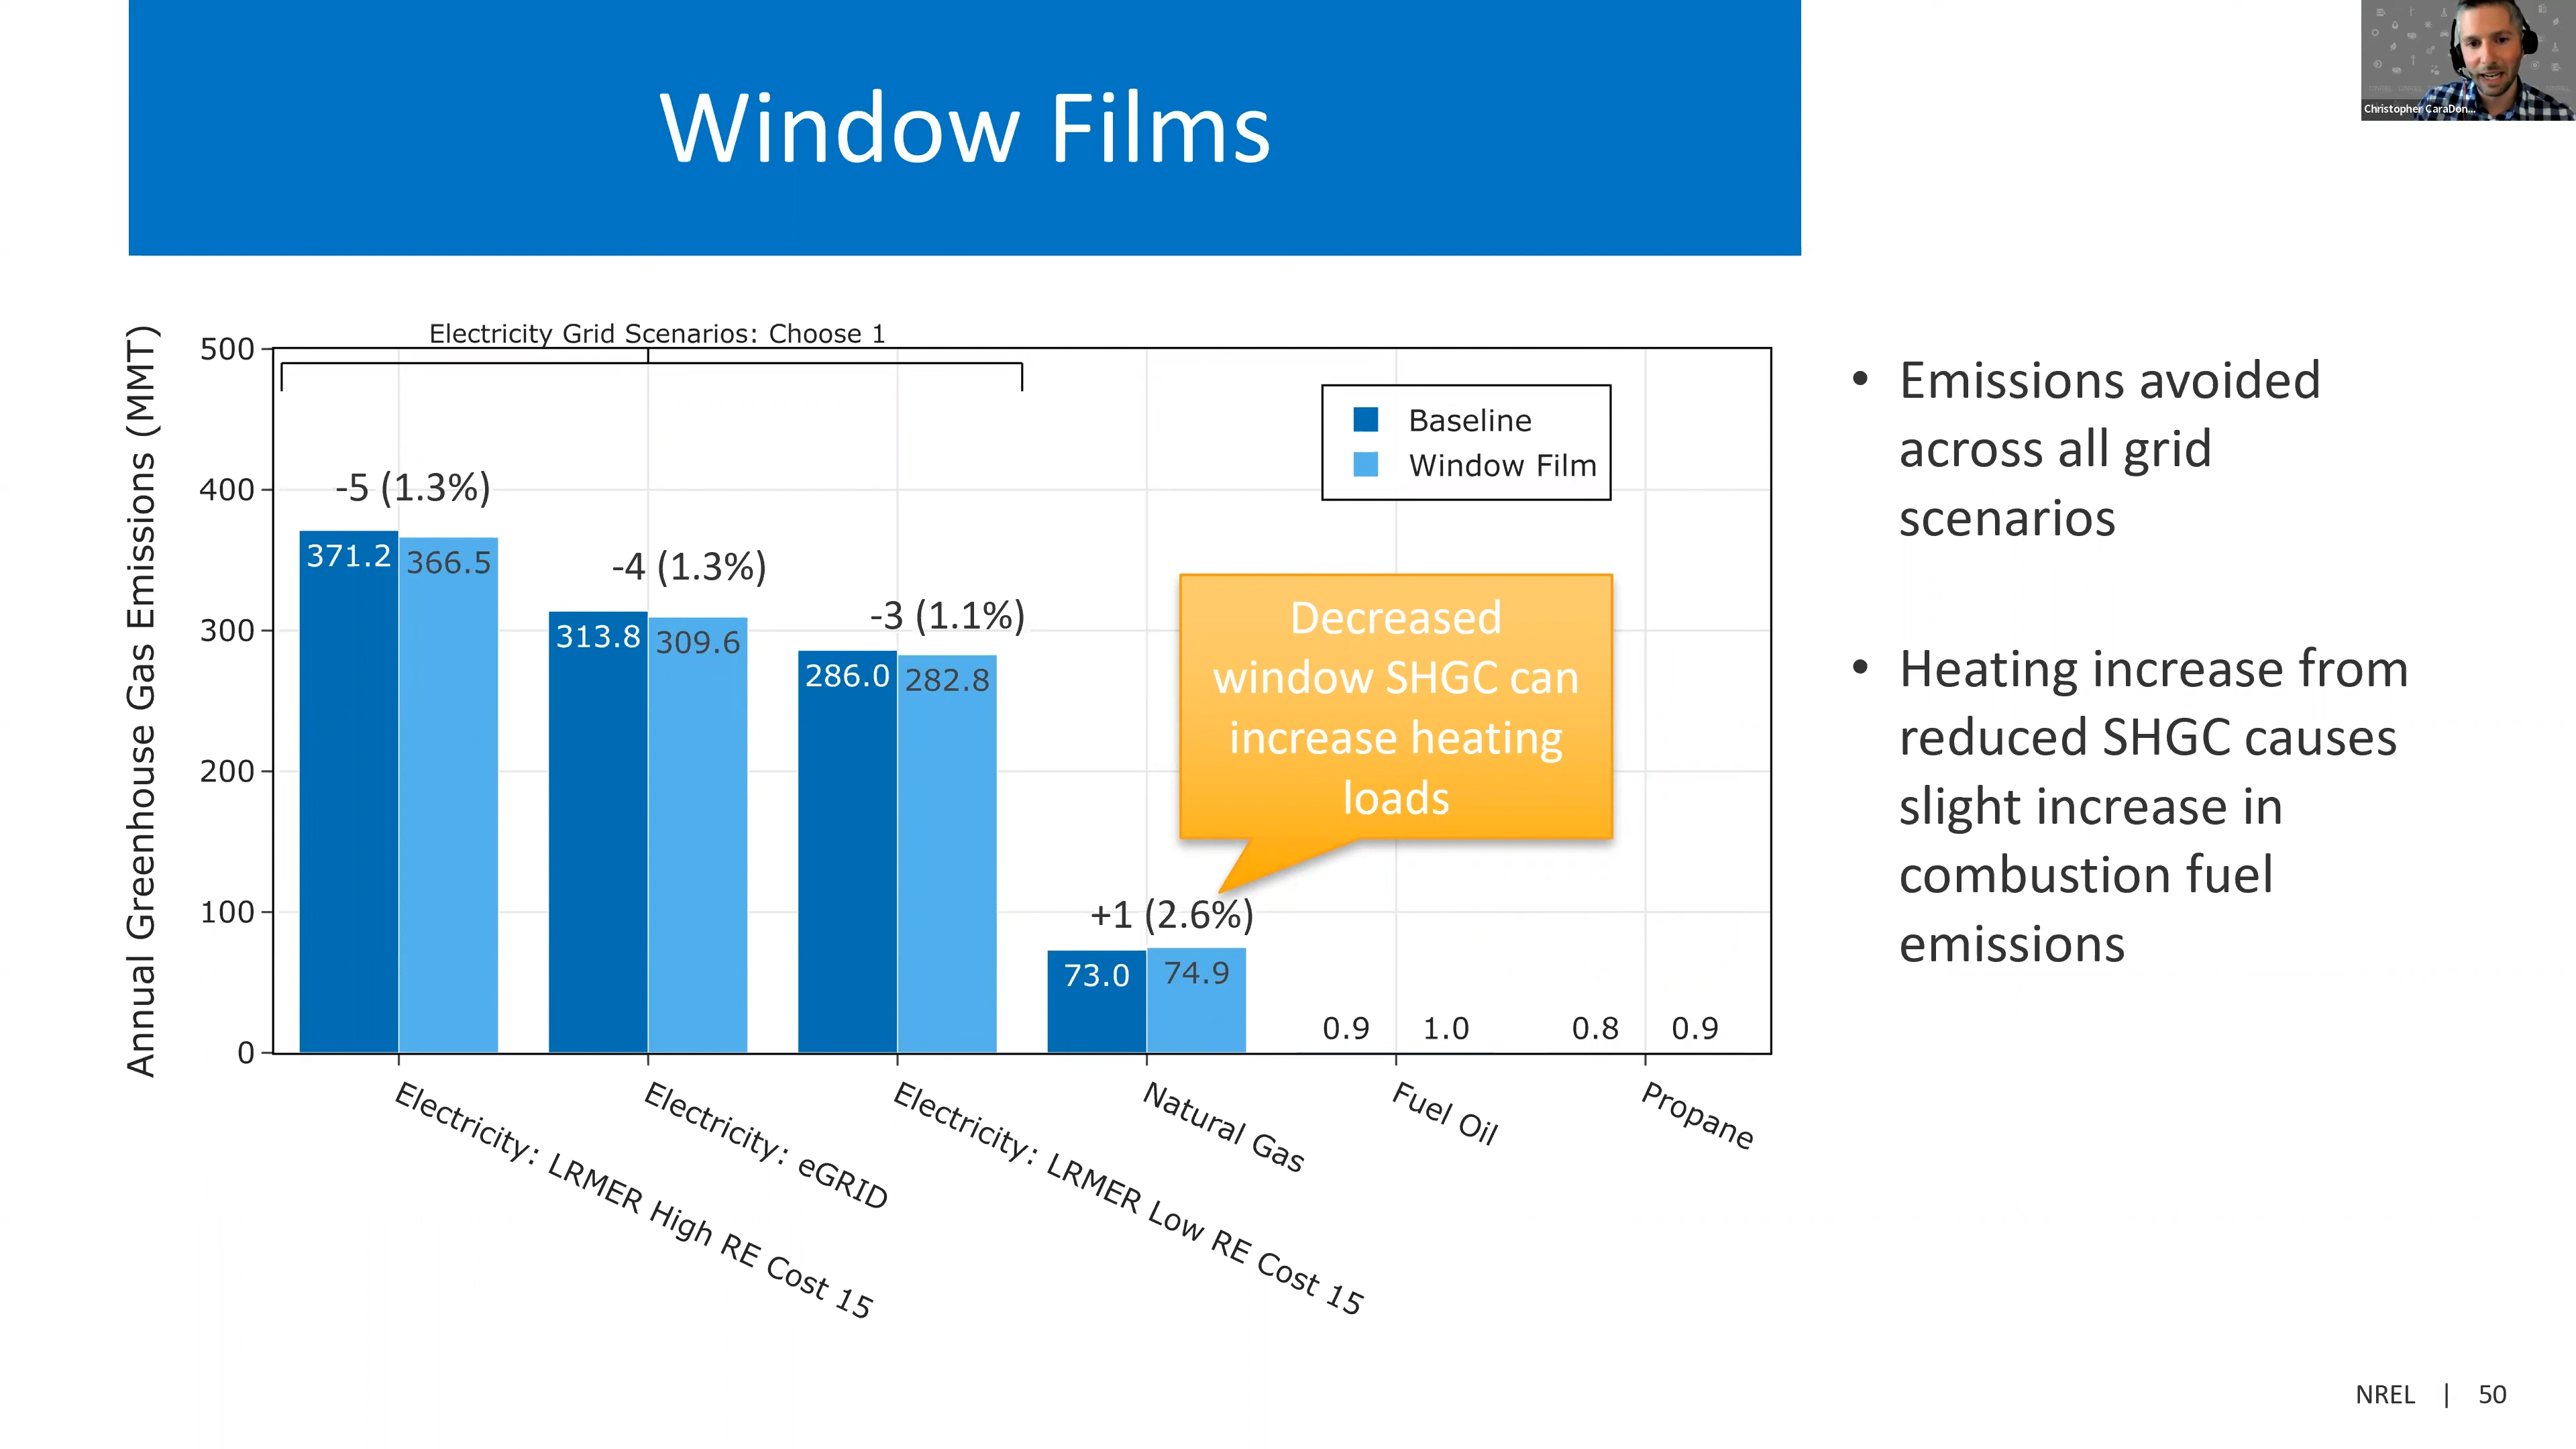 Window Films
Christopher CaraDon...
Electricity Grid Scenarios: Choose 1
Annual Greenhouse Gas Emissions (MMT)
500
400
300
200
100
0
Baseline
Window Film
-5 (1.3%)
371.2 366.5
-4 (1.3%)
313.8 309.6
-3 (1.1%)
286.0 282.8
+1 (2.6%)
73.0 74.9
0.9 1.0
0.8 0.9
Decreased
window SHGC can
increase heating
loads
Electricity: LRMER High RE Cost 15
Electricity: eGRID
Electricity: LRMER Low RE Cost 15
Natural Gas
Fuel Oil
Propane
• Emissions avoided
across all grid
scenarios
• Heating increase from
reduced SHGC causes
slight increase in
combustion fuel
emissions
NREL | 50